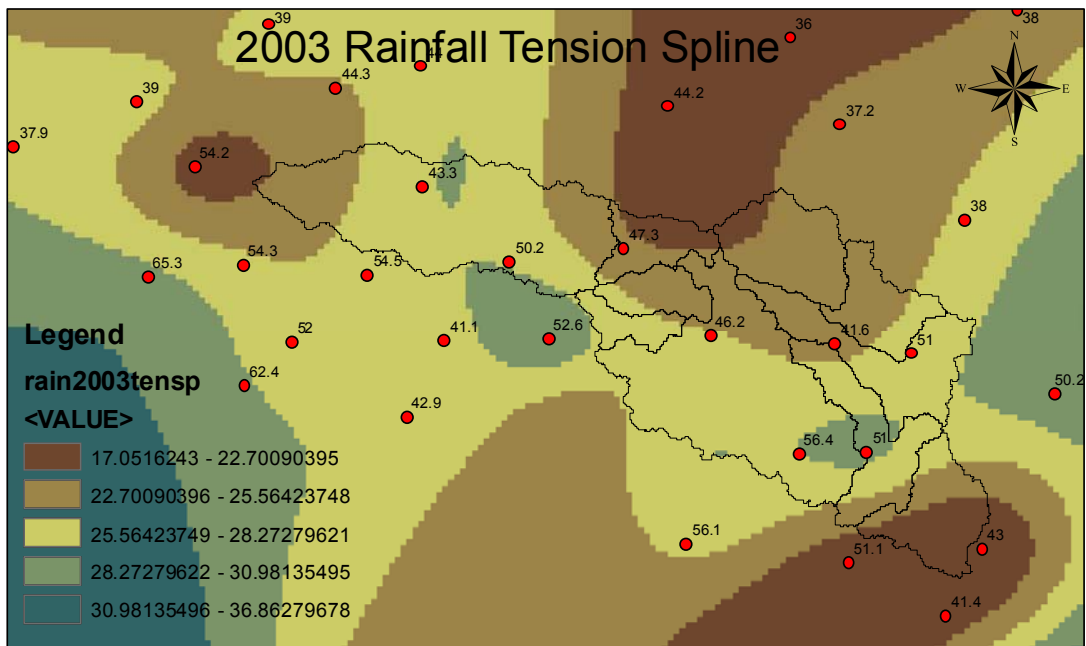 39
36
38
2003 Rainfall Tension Spline
44
44.3
44.2
39
37.2
N
W
E
S
37.9
54.2
43.3
38
47.3
50.2
54.3
54.5
65.3
52
41.1
52.6
46.2
41.6
51
62.4
50.2
42.9
56.4
51
56.1
51.1
43
41.4
Legend
rain2003tensp
<VALUE>
17.0516243 - 22.70090395
22.70090396 - 25.56423748
25.56423749 - 28.27279621
28.27279622 - 30.98135495
30.98135496 - 36.86279678